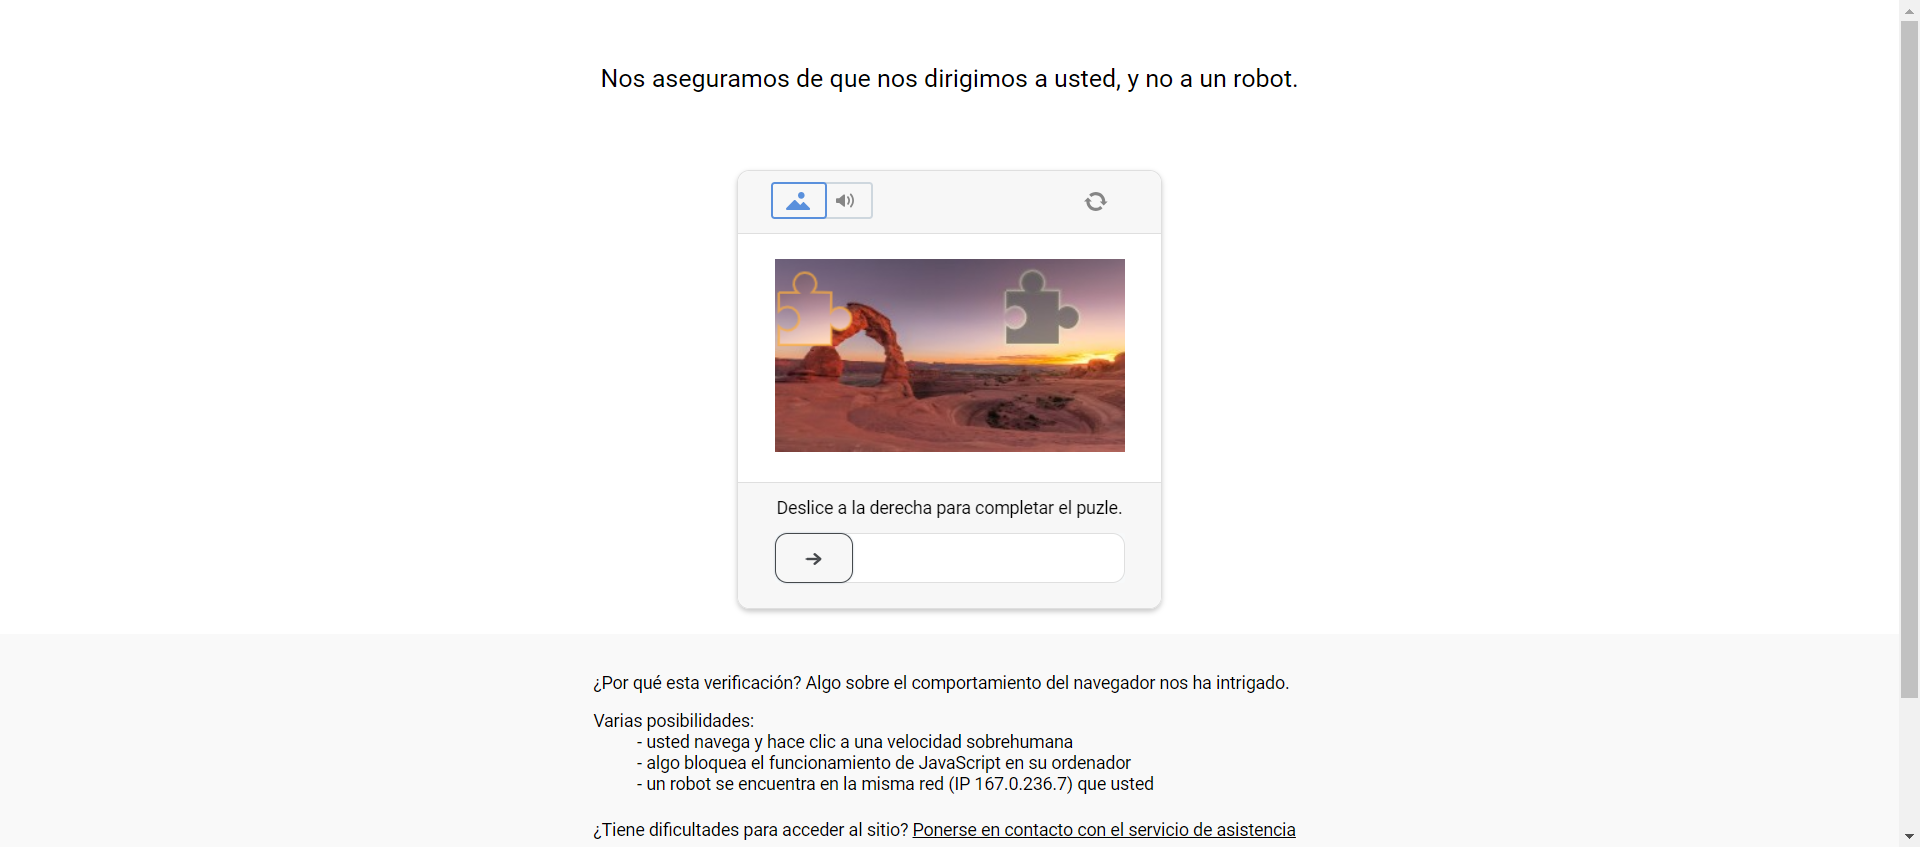 Nos aseguramos de que nos dirigimos a usted, y no a un robot.
Deslice a la derecha para completar el puzle.
¿Por qué esta verificación? Algo sobre el comportamiento del navegador nos ha intrigado.
Varias posibilidades:
- usted navega y hace clic a una velocidad sobrehumana
- algo bloquea el funcionamiento de JavaScript en su ordenador
- un robot se encuentra en la misma red (IP 167.0.236.7) que usted
¿Tiene dificultades para acceder al sitio? Ponerse en contacto con el servicio de asistencia